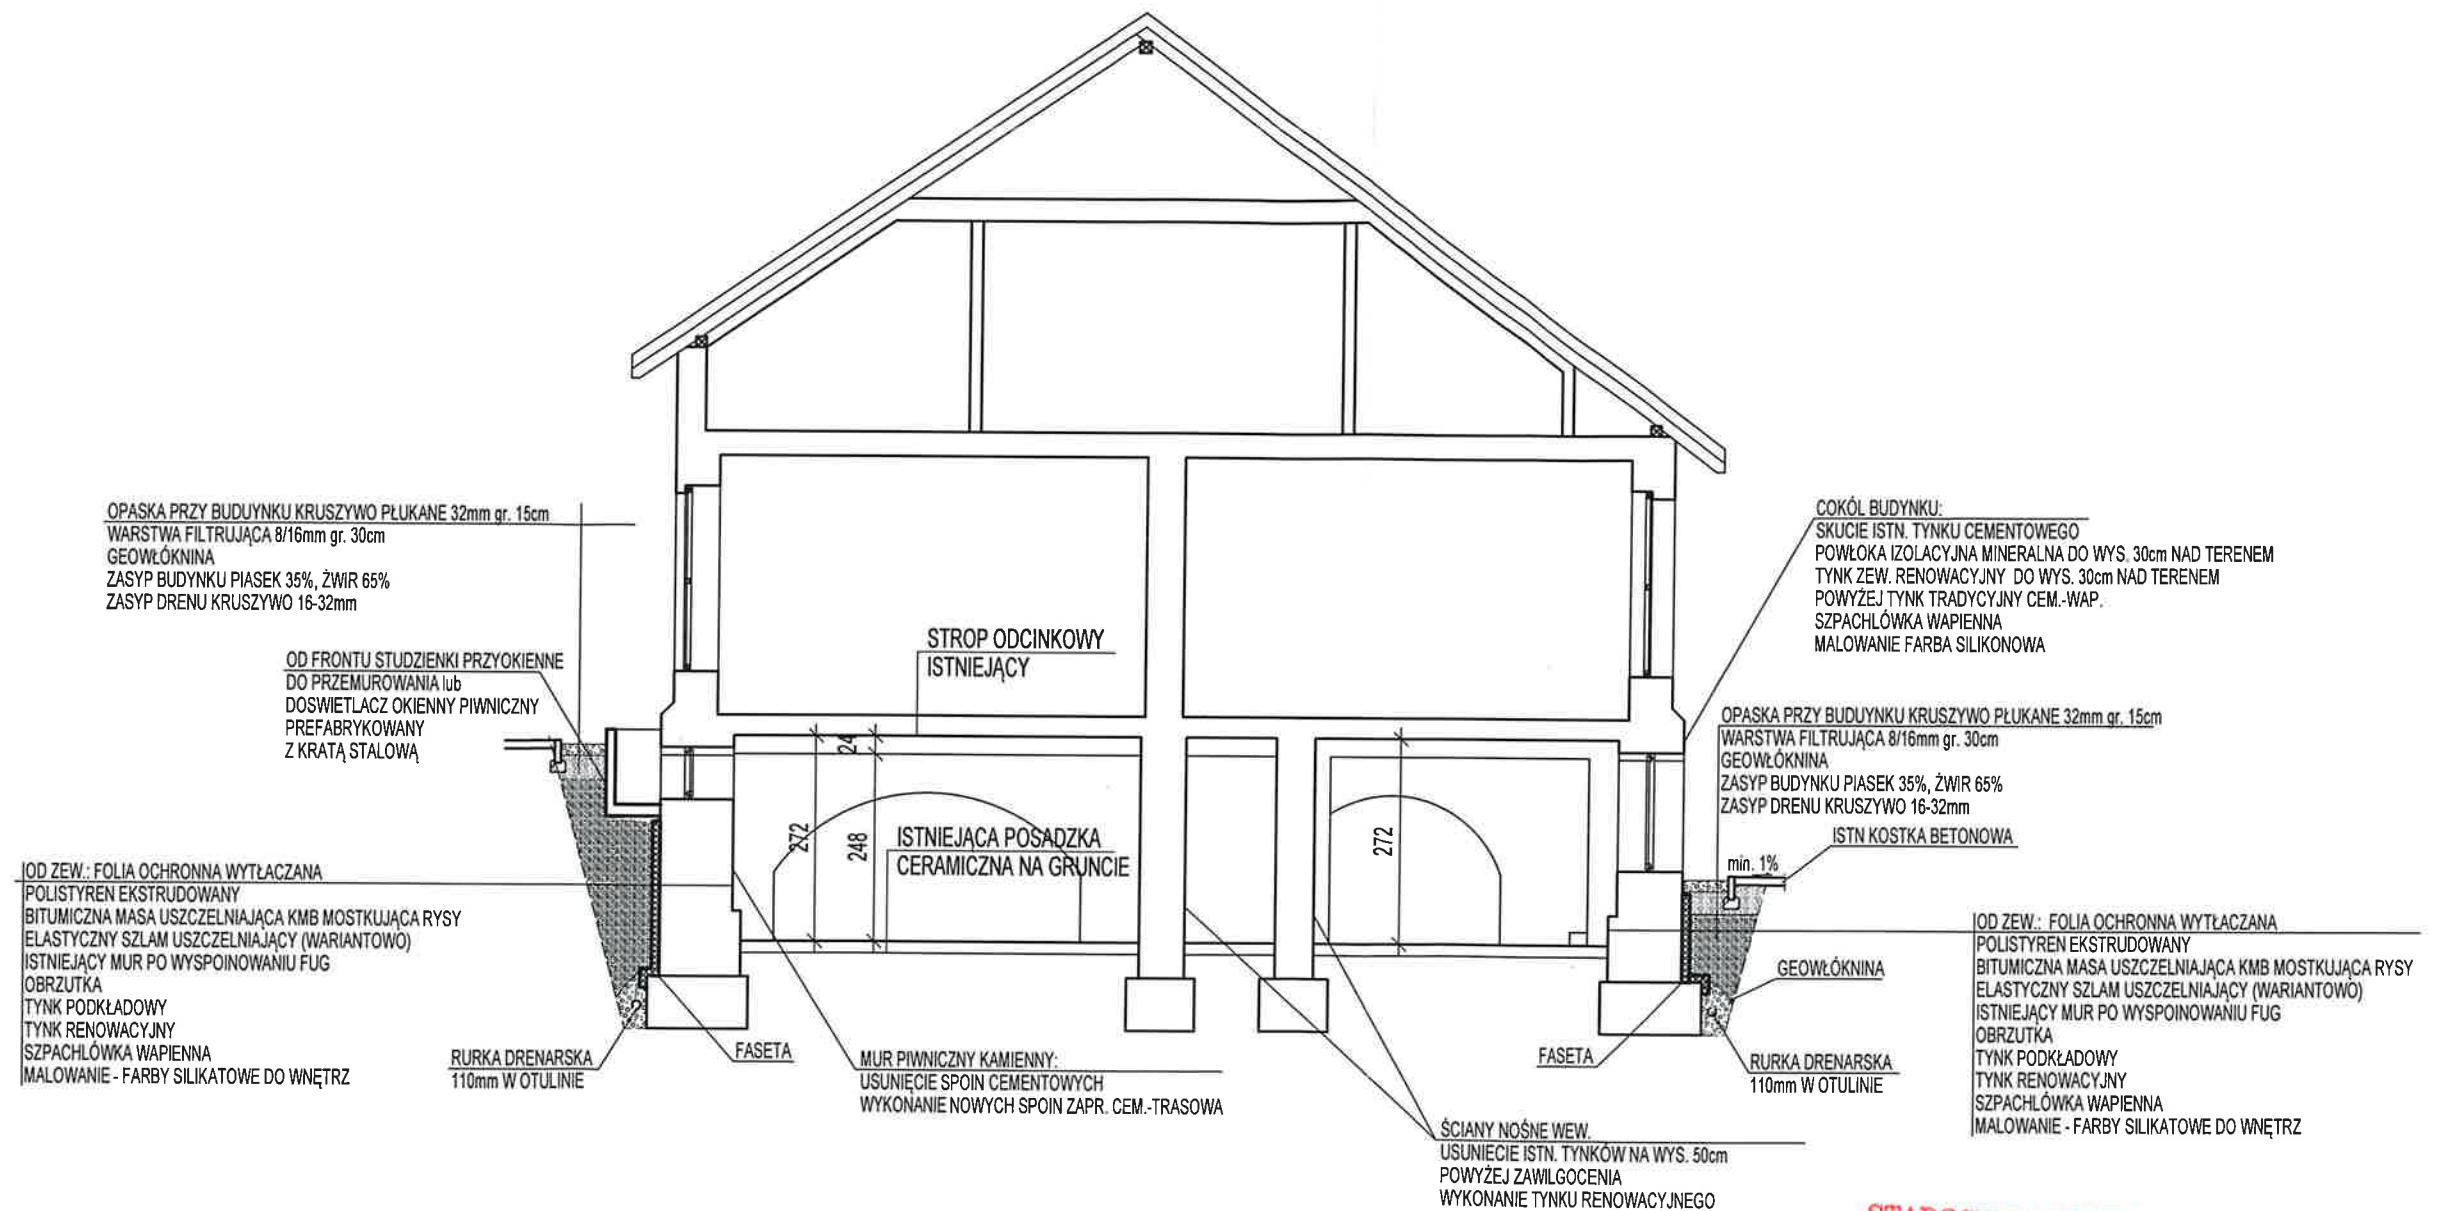 OPASKA PRZY BUDUYNKU KRUSZYWO PŁUKANE 32mm gr. 15cm
WARSTWA FILTRUJĄCA 8/16mm gr. 30cm
GEOWŁÓKNINA
ZASYP BUDYNKU PIASEK 35%, ŻWIR 65%
ZASYP DRENU KRUSZYWO 16-32mm
OD FRONTU STUDZIENKI PRZYOKIENNE
DO PRZEMUROWANIA lub
DOSWIETLACZ OKIENNY PIWNICZNY
PREFABRYKOWANY
Z KRATĄ STALOWĄ
OD ZEW.: FOLIA OCHRONNA WYTŁACZANA
POLISTYREN EKSTRUDOWANY
BITUMICZNA MASA USZCZELNIAJĄCA KMB MOSTKUJĄCA RYSY
ELASTYCZNY SZLAM USZCZELNIAJĄCY (WARIANTOWO)
ISTNIEJĄCY MUR PO WYSPOINOWANIU FUG
OBRZUTKA
TYNK PODKŁADOWY
TYNK RENOWACYJNY
SZPACHLÓWKA WAPIENNA
MALOWANIE - FARBY SILIKATOWE DO WNĘTRZ
RURKA DRENARSKA
110mm W OTULINIE
FASETA
STROP ODCINKOWY
ISTNIEJĄCY
24
272
248
ISTNIEJĄCA POSADZKA
CERAMICZNA NA GRUNCIE
272
MUR PIWNICZNY KAMIENNY:
USUNIĘCIE SPOIN CEMENTOWYCH
WYKONANIE NOWYCH SPOIN ZAPR. CEM.-TRASOWA
ŚCIANY NOŚNE WEW.
USUNIECIE ISTN. TYNKÓW NA WYS. 50cm
POWYŻEJ ZAWILGOCENIA
WYKONANIE TYNKU RENOWACYJNEGO
COKÓL BUDYNKU:
SKUCIE ISTN. TYNKU CEMENTOWEGO
POWŁOKA IZOLACYJNA MINERALNA DO WYS. 30cm NAD TERENEM
TYNK ZEW. RENOWACYJNY DO WYS. 30cm NAD TERENEM
POWYŻEJ TYNK TRADYCYJNY CEM.-WAP.
SZPACHLÓWKA WAPIENNA
MALOWANIE FARBA SILIKONOWA
OPASKA PRZY BUDUYNKU KRUSZYWO PŁUKANE 32mm gr. 15cm
WARSTWA FILTRUJĄCA 8/16mm gr. 30cm
GEOWŁÓKNINA
ZASYP BUDYNKU PIASEK 35%, ŻWIR 65%
ZASYP DRENU KRUSZYWO 16-32mm
ISTN KOSTKA BETONOWA
min. 1%
OD ZEW.: FOLIA OCHRONNA WYTŁACZANA
POLISTYREN EKSTRUDOWANY
BITUMICZNA MASA USZCZELNIAJĄCA KMB MOSTKUJĄCA RYSY
ELASTYCZNY SZLAM USZCZELNIAJĄCY (WARIANTOWO)
ISTNIEJĄCY MUR PO WYSPOINOWANIU FUG
OBRZUTKA
TYNK PODKŁADOWY
TYNK RENOWACYJNY
SZPACHLÓWKA WAPIENNA
MALOWANIE - FARBY SILIKATOWE DO WNĘTRZ
GEOWŁÓKNINA
FASETA
RURKA DRENARSKA
110mm W OTULINIE